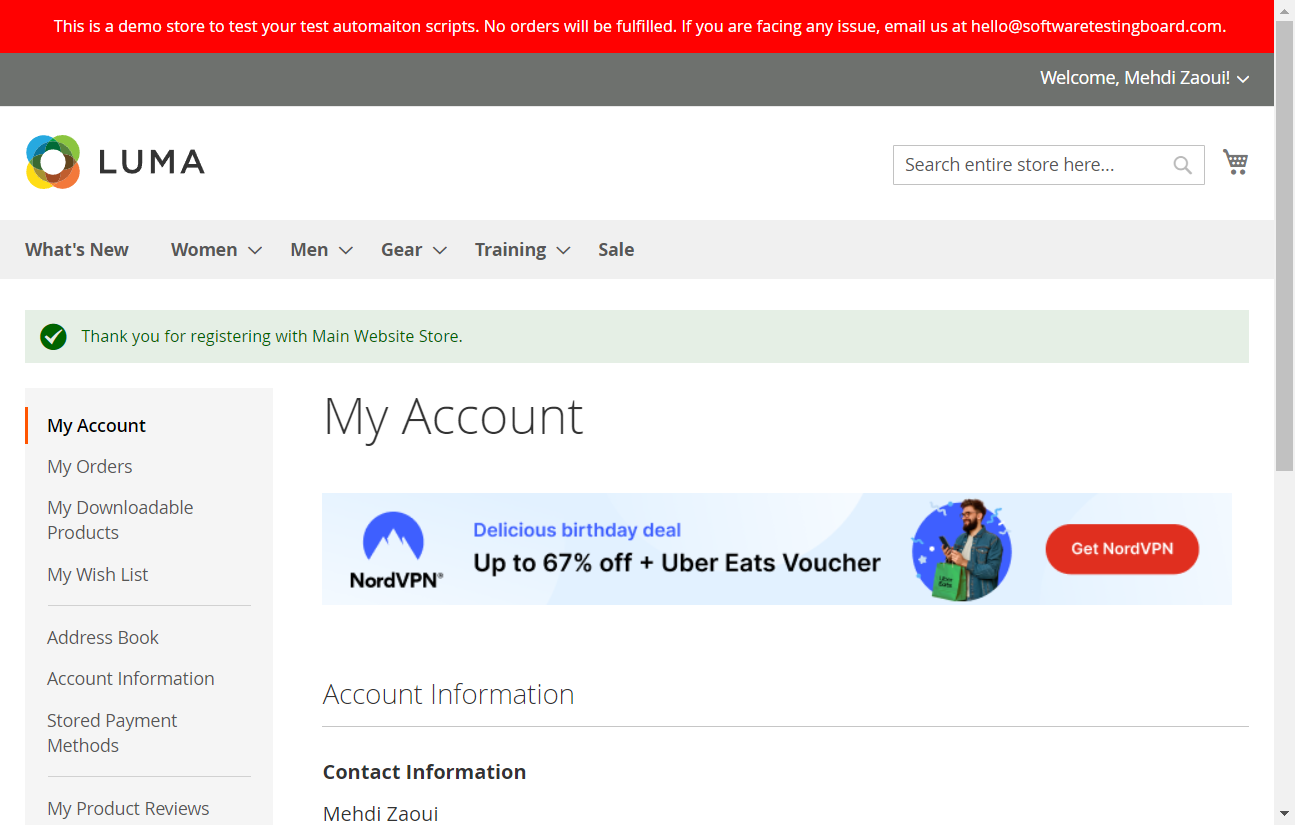 This is a demo store to test your test automaiton scripts. No orders will be fulfilled. If you are facing any issue, email us at hello@softwaretestingboard.com.
Welcome, Mehdi Zaoui!
LUMA
Search entire store here...
What's New Women Men Gear Training Sale
Thank you for registering with Main Website Store.
My Account
My Orders
My Downloadable
Products
My Wish List
Address Book
Account Information
Stored Payment
Methods
My Product Reviews
My Account
NordVPN®
Delicious birthday deal
Up to 67% off + Uber Eats Voucher
Uber
Eats
Get NordVPN
Account Information
Contact Information
Mehdi Zaoui